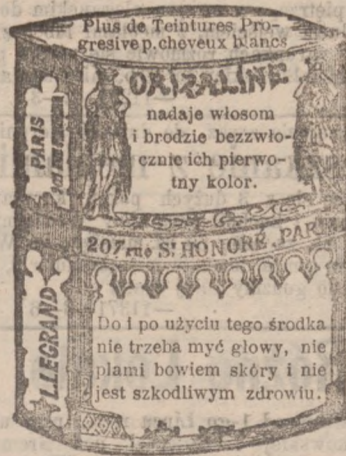 Plus de Teintures Pro-
gresive p. cheveux blancs
ORIZALINE
nadaje włosom
i brodzie bezzwło-
cznie ich pierwo-
tny kolor.
PARIS
207 rue St HONORÉ, PAR
L.LEGRAND
Do i po użyciu tego środka
nie trzeba myć głowy, nie
plami bowiem skóry i nie
jest szkodliwym zdrowiu.